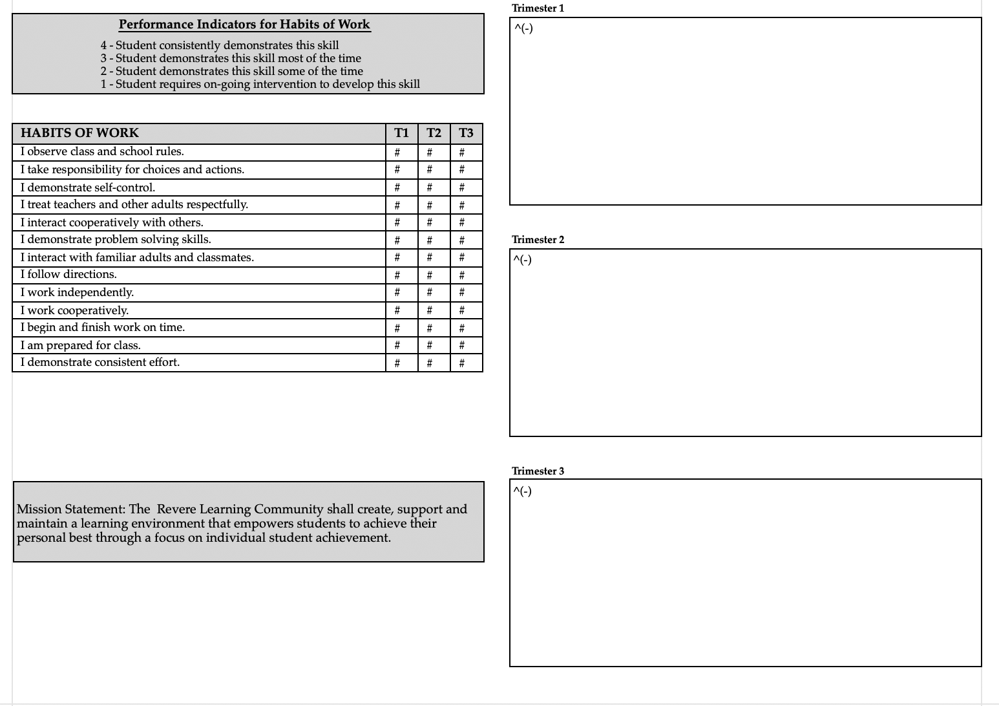 Performance Indicators for Habits of Work
4 - Student consistently demonstrates this skill
3 - Student demonstrates this skill most of the time
2 - Student demonstrates this skill some of the time
1 - Student requires on-going intervention to develop this skill
HABITS OF WORK T1 T2 T3
I observe class and school rules. # # #
I take responsibility for choices and actions. # # #
I demonstrate self-control. # # #
I treat teachers and other adults respectfully. # # #
I interact cooperatively with others. # # #
I demonstrate problem solving skills. # # #
I interact with familiar adults and classmates. # # #
I follow directions. # # #
I work independently. # # #
I work cooperatively. # # #
I begin and finish work on time. # # #
I am prepared for class. # # #
I demonstrate consistent effort. # # #
Mission Statement: The Revere Learning Community shall create, support and
maintain a learning environment that empowers students to achieve their
personal best through a focus on individual student achievement.
Trimester 1
^(-)
Trimester 2
^(-)
Trimester 3
^(-)